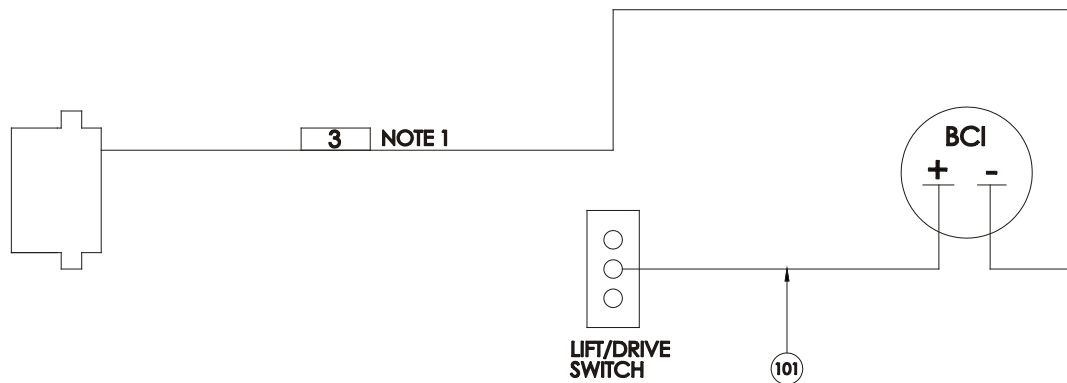 3 NOTE 1
BCI
+ -
LIFT/DRIVE
SWITCH
101